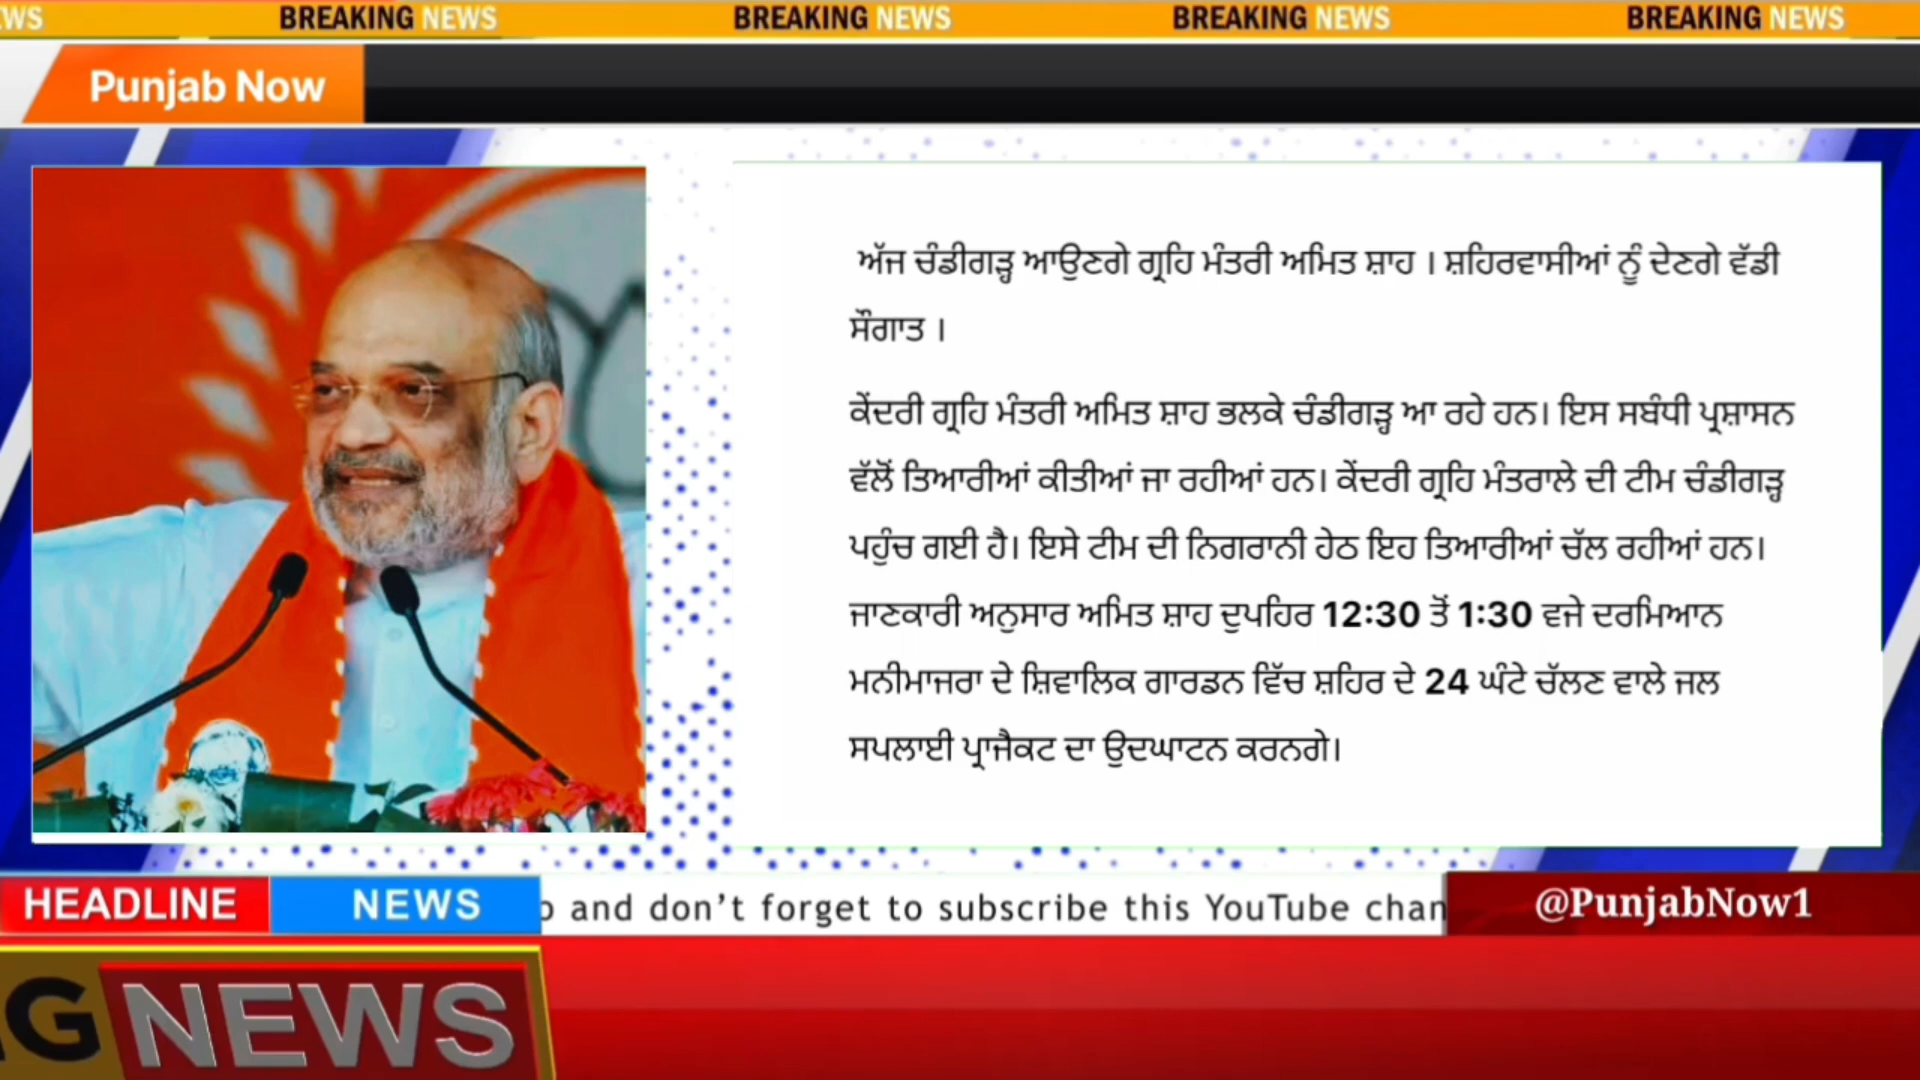 BREAKING NEWS BREAKING NEWS BREAKING NEWS BREAKING NEWS
Punjab Now
ਅੱਜ ਚੰਡੀਗੜ੍ਹ ਆਉਣਗੇ ਗ੍ਰਹਿ ਮੰਤਰੀ ਅਮਿਤ ਸ਼ਾਹ । ਸ਼ਹਿਰਵਾਸੀਆਂ ਨੂੰ ਦੇਣਗੇ ਵੱਡੀ
ਸੌਗਾਤ ।
ਕੇਂਦਰੀ ਗ੍ਰਹਿ ਮੰਤਰੀ ਅਮਿਤ ਸ਼ਾਹ ਭਲਕੇ ਚੰਡੀਗੜ੍ਹ ਆ ਰਹੇ ਹਨ। ਇਸ ਸਬੰਧੀ ਪ੍ਰਸ਼ਾਸਨ
ਵੱਲੋਂ ਤਿਆਰੀਆਂ ਕੀਤੀਆਂ ਜਾ ਰਹੀਆਂ ਹਨ। ਕੇਂਦਰੀ ਗ੍ਰਹਿ ਮੰਤਰਾਲੇ ਦੀ ਟੀਮ ਚੰਡੀਗੜ੍ਹ
ਪਹੁੰਚ ਗਈ ਹੈ। ਇਸੇ ਟੀਮ ਦੀ ਨਿਗਰਾਨੀ ਹੇਠ ਇਹ ਤਿਆਰੀਆਂ ਚੱਲ ਰਹੀਆਂ ਹਨ।
ਜਾਣਕਾਰੀ ਅਨੁਸਾਰ ਅਮਿਤ ਸ਼ਾਹ ਦੁਪਹਿਰ 12:30 ਤੋਂ 1:30 ਵਜੇ ਦਰਮਿਆਨ
ਮਨੀਮਾਜਰਾ ਦੇ ਸ਼ਿਵਾਲਿਕ ਗਾਰਡਨ ਵਿੱਚ ਸ਼ਹਿਰ ਦੇ 24 ਘੰਟੇ ਚੱਲਣ ਵਾਲੇ ਜਲ
ਸਪਲਾਈ ਪ੍ਰਾਜੈਕਟ ਦਾ ਉਦਘਾਟਨ ਕਰਨਗੇ।
HEADLINE NEWS and don't forget to subscribe this YouTube chan @PunjabNow1
NEWS